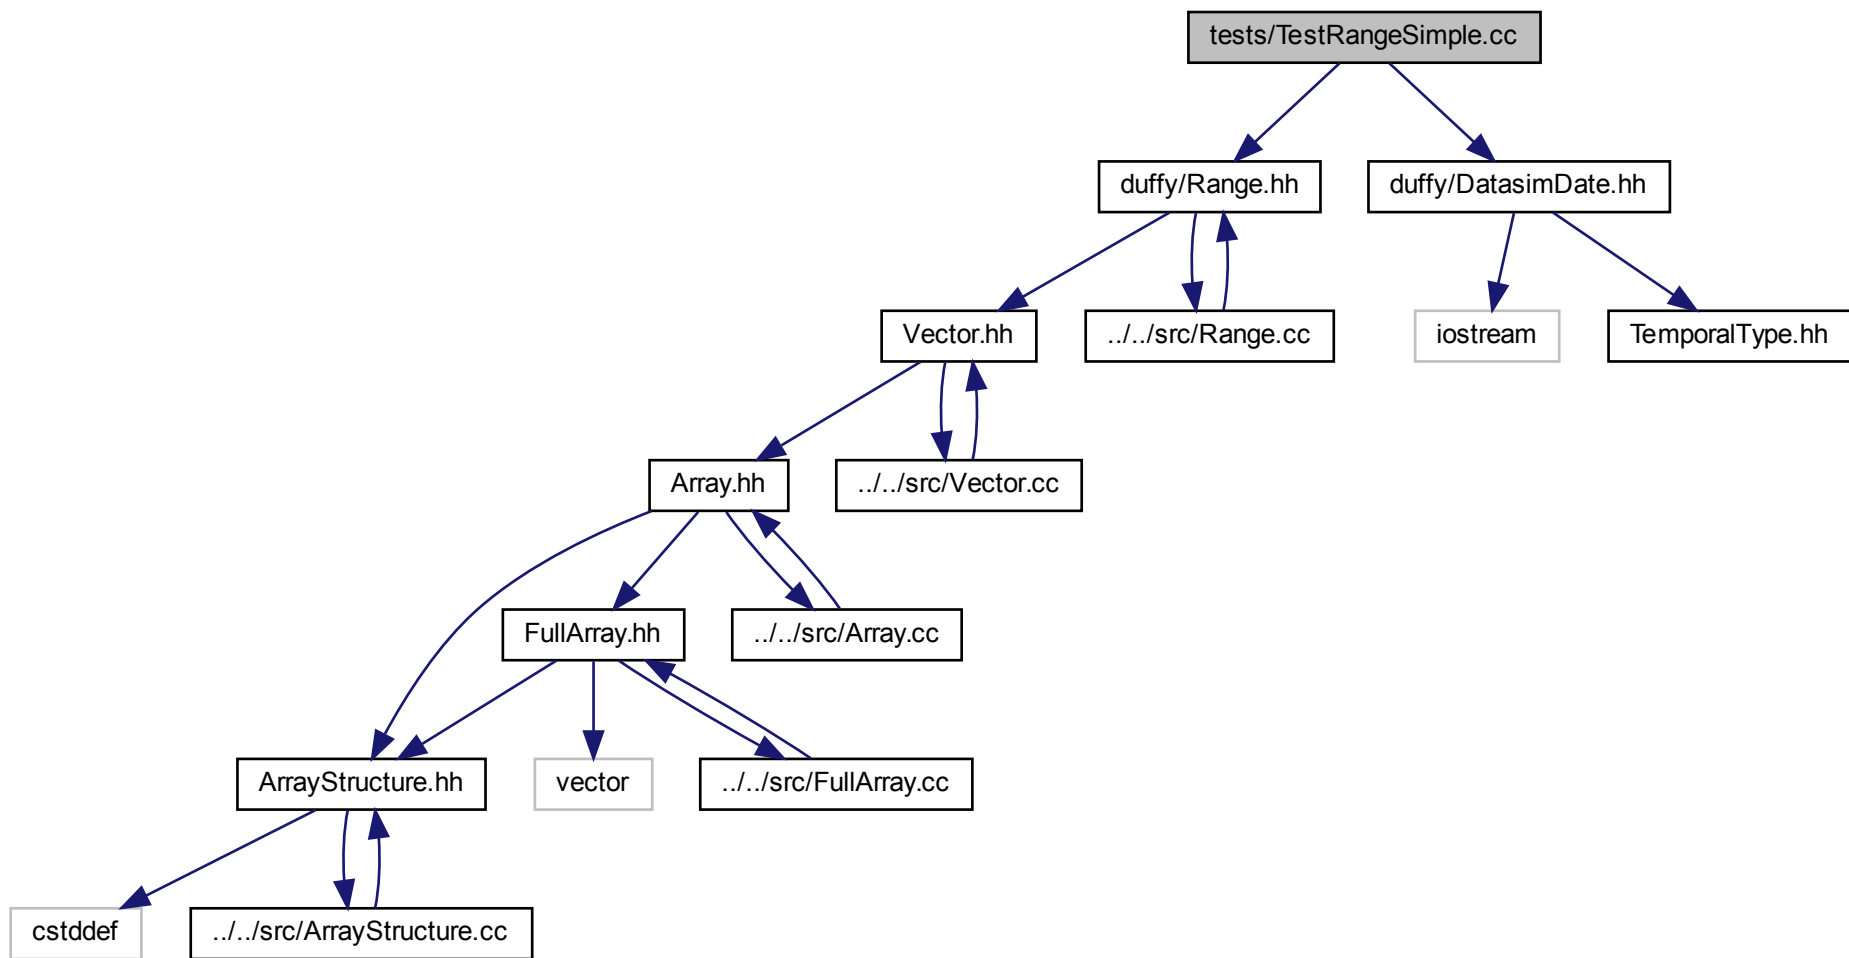 tests/TestRangeSimple.cc
duffy/Range.hh
duffy/DatasimDate.hh
Vector.hh
../../src/Range.cc
iostream
TemporalType.hh
Array.hh
../../src/Vector.cc
FullArray.hh
../../src/Array.cc
ArrayStructure.hh
vector
../../src/FullArray.cc
cstddef
../../src/ArrayStructure.cc